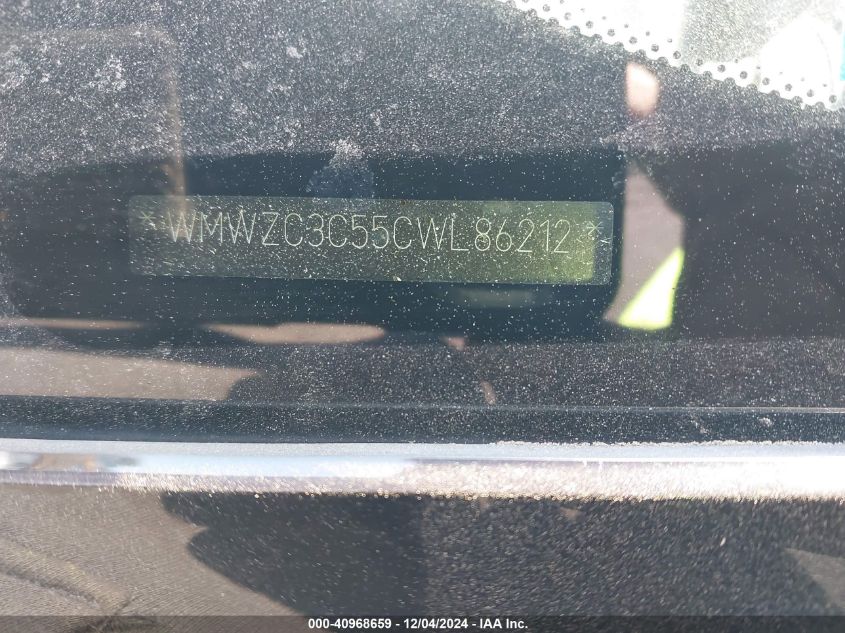 *WMWZC3C55CWL86212*
000-40968659 - 12/04/2024 - IAA Inc.